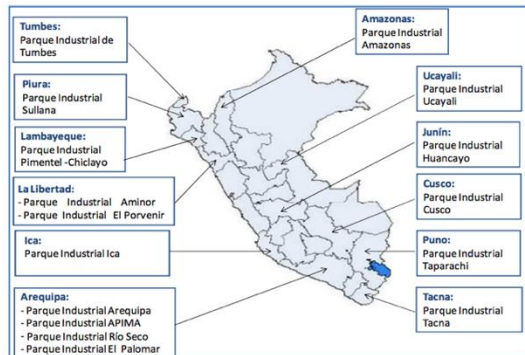 Tumbes:
Parque Industrial de
Tumbes
Piura:
Parque Industrial
Sullana
Lambayeque:
Parque Industrial
Pimentel -Chiclayo
La Libertad:
- Parque Industrial Aminor
- Parque Industrial El Porvenir
Ica:
Parque Industrial Ica
Arequipa:
- Parque Industrial Arequipa
- Parque Industrial APIMA
- Parque Industrial Río Seco
- Parque Industrial El Palomar
Amazonas:
Parque Industrial
Amazonas
Ucayali:
Parque Industrial
Ucayali
Junín:
Parque Industrial
Huancayo
Cusco:
Parque Industrial
Cusco
Puno:
Parque Industrial
Taparachi
Tacna:
Parque Industrial
Tacna